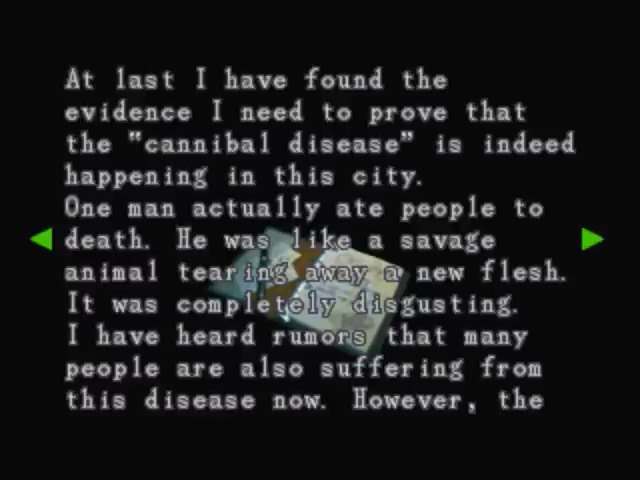 At last I have found the
evidence I need to prove that
the "cannibal disease" is indeed
happening in this city.
One man actually ate people to
death. He was like a savage
animal tearing away a new flesh.
It was completely disgusting.
I have heard rumors that many
people are also suffering from
this disease now. However, the